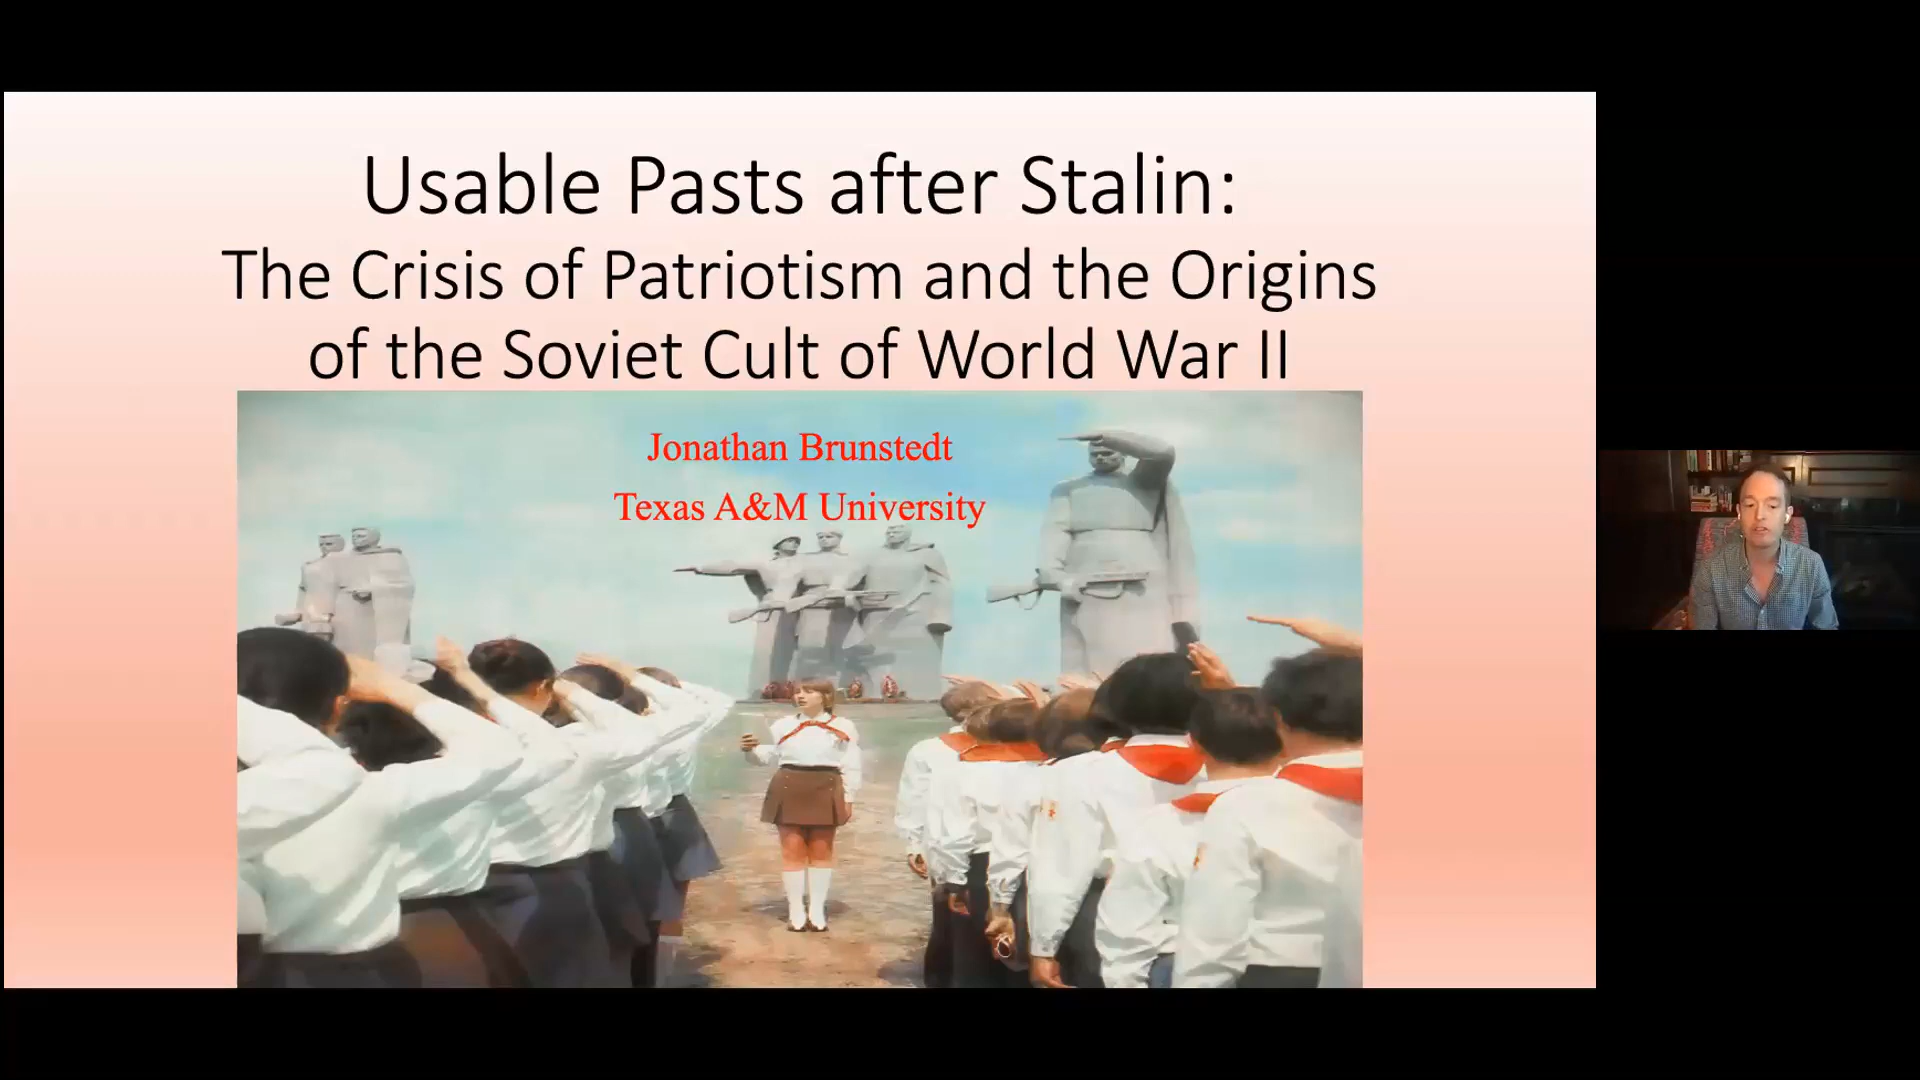 Usable Pasts after Stalin:
The Crisis of Patriotism and the Origins
of the Soviet Cult of World War II
Jonathan Brunstedt
Texas A&M University